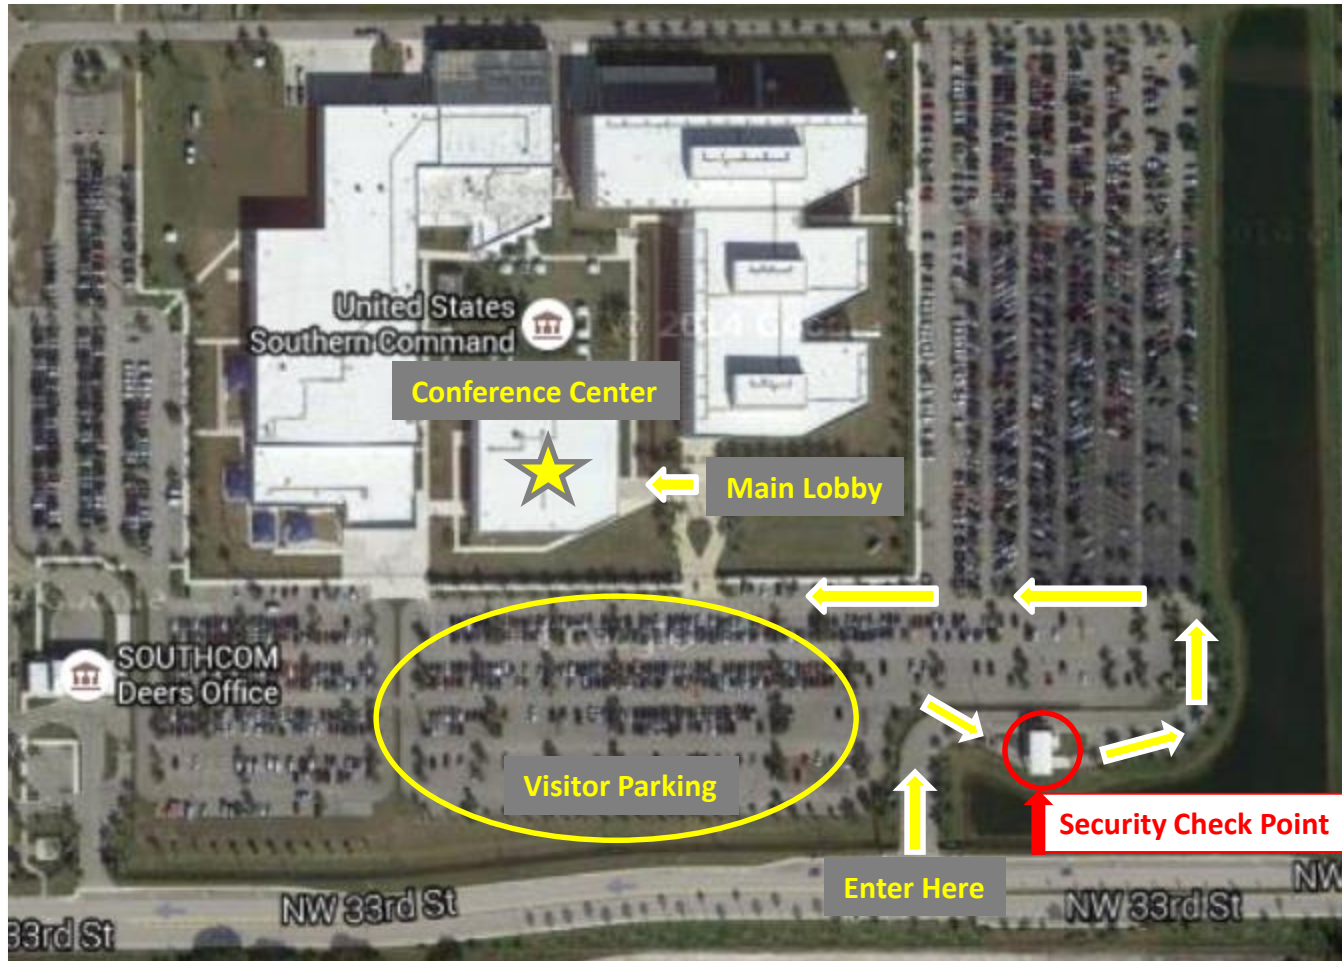 United States
Southern Command
Conference Center
Main Lobby
SOUTHCOM
Deers Office
Visitor Parking
Security Check Point
Enter Here
NW 33rd St
NW 33rd St
NW
33rd St